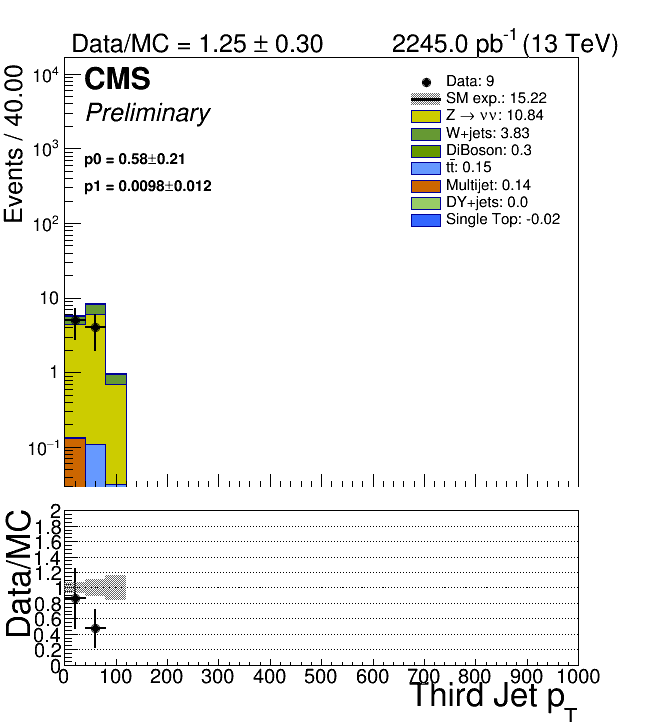 Data/MC = 1.25 ± 0.30
2245.0 pb⁻¹ (13 TeV)
CMS
Preliminary
p0 = 0.58±0.21
p1 = 0.0098±0.012
Data: 9
SM exp.: 15.22
Z → νν: 10.84
W+jets: 3.83
DiBoson: 0.3
tt̄: 0.15
Multijet: 0.14
DY+jets: 0.0
Single Top: -0.02
Events / 40.00
10⁴
10³
10²
10
1
10⁻¹
Data/MC
2
1.8
1.6
1.4
1.2
1
0.8
0.6
0.4
0.2
0
0 100 200 300 400 500 600 700 800 900 1000
Third Jet p_T